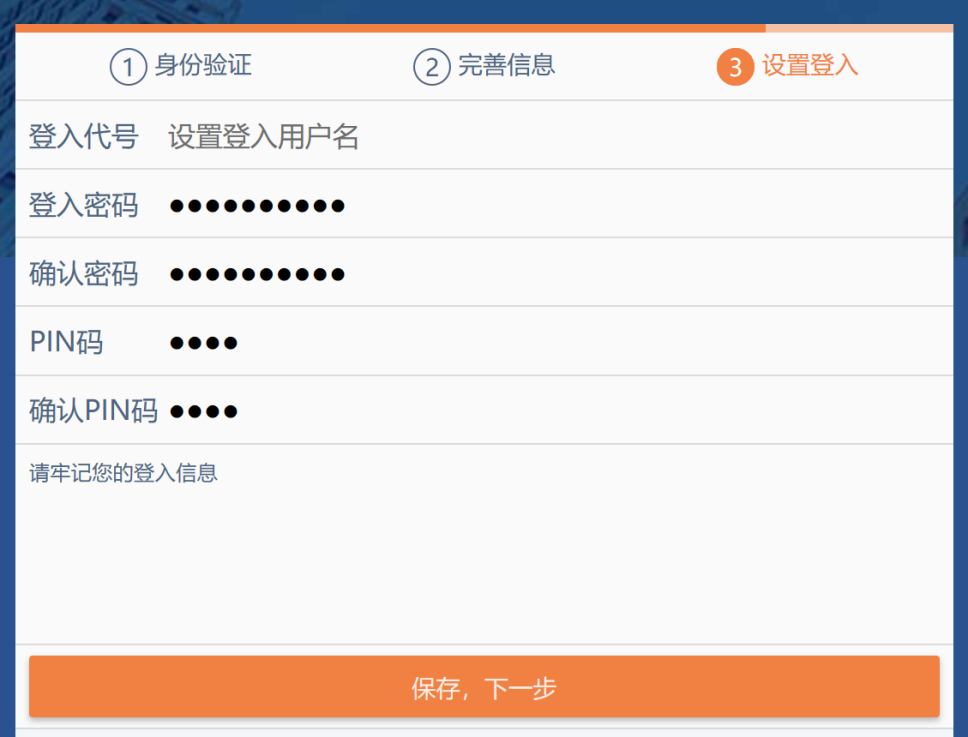 1 身份验证 2 完善信息 3 设置登入
登入代号 设置登入用户名
登入密码 ●●●●●●●●●●
确认密码 ●●●●●●●●●●
PIN码 ●●●●
确认PIN码 ●●●●
请牢记您的登入信息
保存，下一步